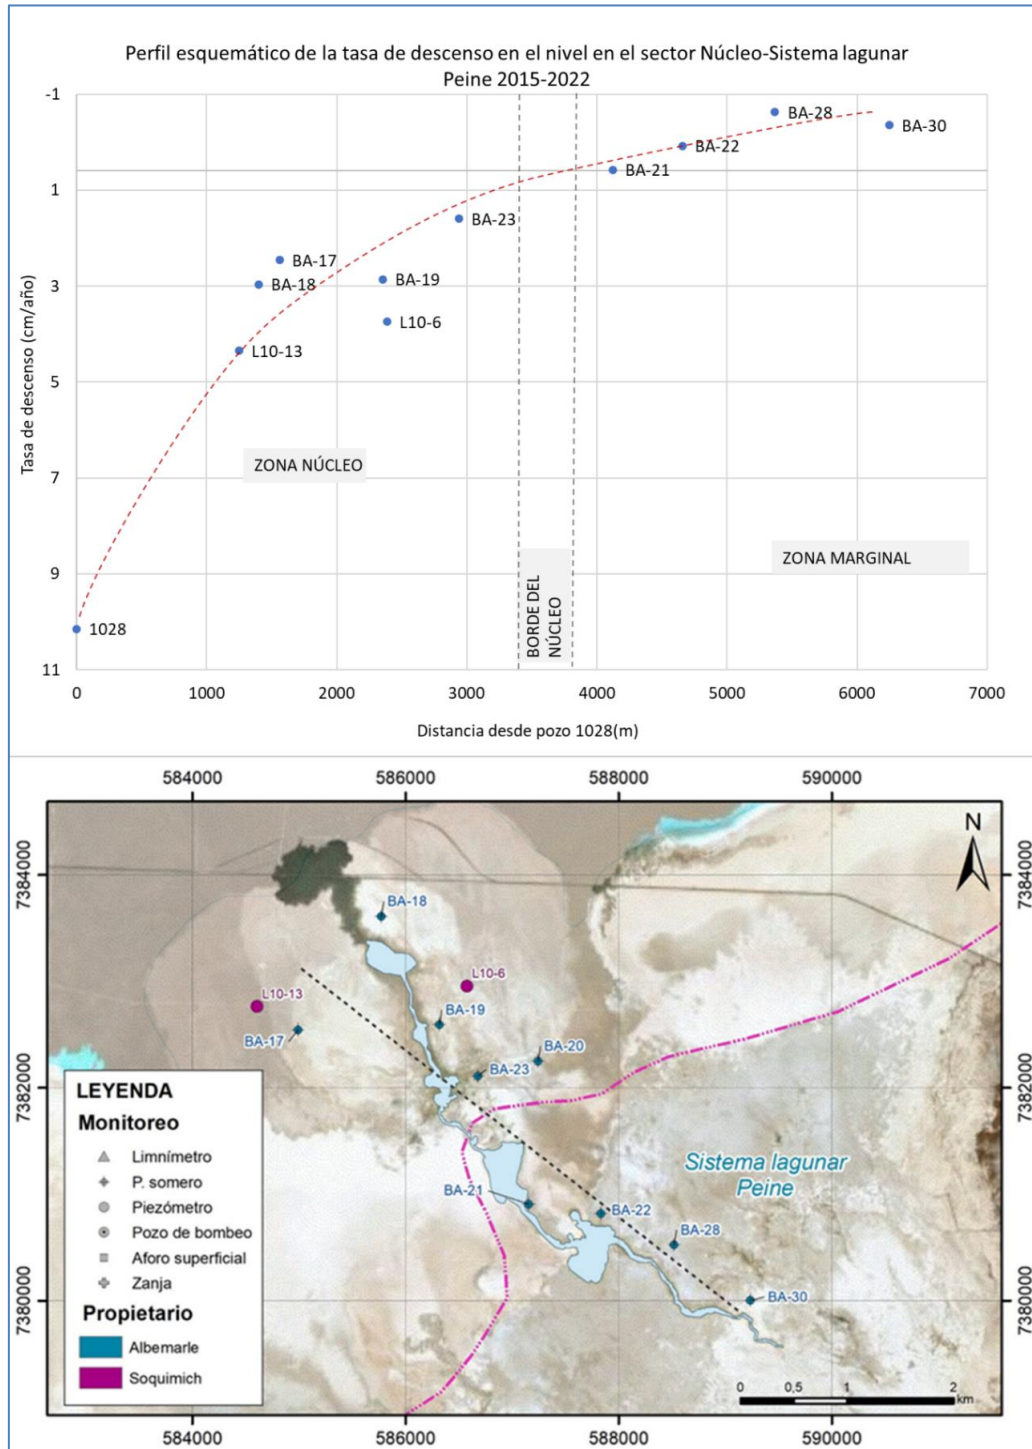 Perfil esquemático de la tasa de descenso en el nivel en el sector Núcleo-Sistema lagunar
Peine 2015-2022
Tasa de descenso (cm/año)
-1
1
3
5
7
9
11
BA-28
BA-30
BA-22
BA-21
BA-23
BA-17
BA-18
BA-19
L10-6
L10-13
1028
ZONA NÚCLEO
BORDE DEL
NÚCLEO
ZONA MARGINAL
0 1000 2000 3000 4000 5000 6000 7000
Distancia desde pozo 1028(m)
584000 586000 588000 590000
N
7384000 7384000
BA-18
L10-6
L10-13
BA-19
BA-17
BA-20
BA-23
7382000 7382000
LEYENDA
Monitoreo
Limnímetro
P. somero
Piezómetro
Pozo de bombeo
Aforo superficial
Zanja
Propietario
Albemarle
Soquimich
Sistema lagunar
Peine
BA-21
BA-22
BA-28
BA-30
7380000 7380000
0 0,5 1 2
km
584000 586000 588000 590000